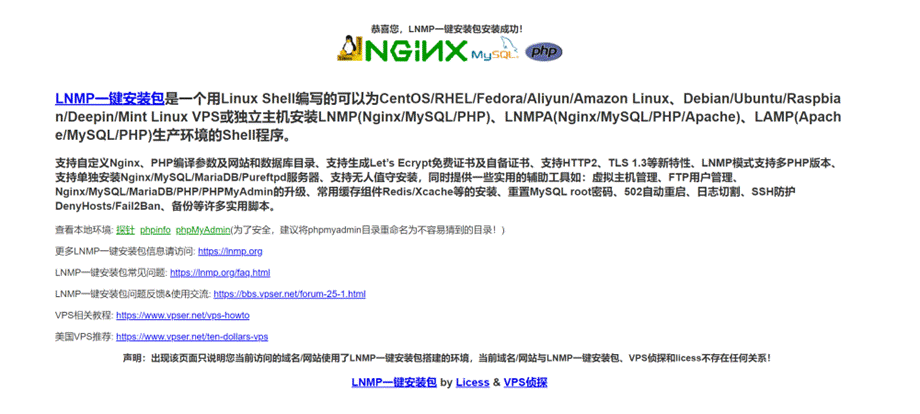 恭喜您，LNMP一键安装包安装成功!
NGiNX MySQL php
LNMP一键安装包是一个用Linux Shell编写的可以为CentOS/RHEL/Fedora/Aliyun/Amazon Linux、Debian/Ubuntu/Raspbia
n/Deepin/Mint Linux VPS或独立主机安装LNMP(Nginx/MySQL/PHP)、LNMPA(Nginx/MySQL/PHP/Apache)、LAMP(Apach
e/MySQL/PHP)生产环境的Shell程序。
支持自定义Nginx、PHP编译参数及网站和数据库目录、支持生成Let's Ecrypt免费证书及自备证书、支持HTTP2、TLS 1.3等新特性、LNMP模式支持多PHP版本、
支持单独安装Nginx/MySQL/MariaDB/Pureftpd服务器、支持无人值守安装，同时提供一些实用的辅助工具如：虚拟主机管理、FTP用户管理、
Nginx/MySQL/MariaDB/PHP/PHPMyAdmin的升级、常用缓存组件Redis/Xcache等的安装、重置MySQL root密码、502自动重启、日志切割、SSH防护
DenyHosts/Fail2Ban、备份等许多实用脚本。
查看本地环境: 探针 phpinfo phpMyAdmin(为了安全，建议将phpmyadmin目录重命名为不容易猜到的目录！)
更多LNMP一键安装包信息请访问: https://lnmp.org
LNMP一键安装包常见问题: https://lnmp.org/faq.html
LNMP一键安装包问题反馈&使用交流: https://bbs.vpser.net/forum-25-1.html
VPS相关教程: https://www.vpser.net/vps-howto
美国VPS推荐: https://www.vpser.net/ten-dollars-vps
声明：出现该页面只说明您当前访问的域名/网站使用了LNMP一键安装包搭建的环境，当前域名/网站与LNMP一键安装包、VPS侦探和licess不存在任何关系！
LNMP一键安装包 by Licess & VPS侦探